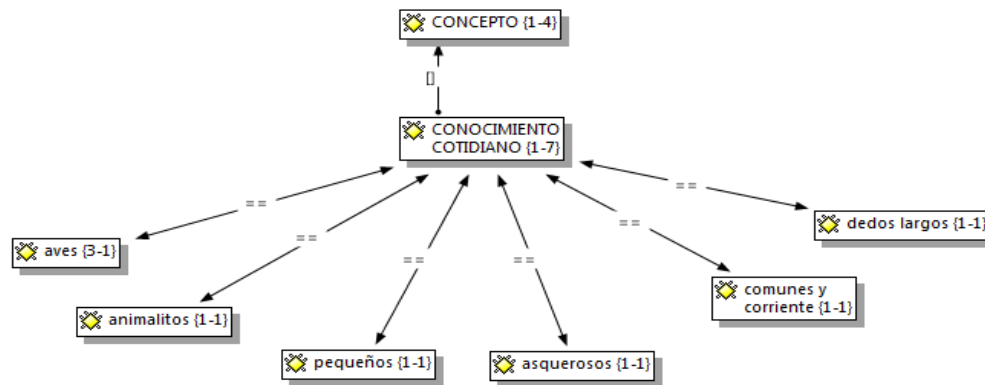 CONCEPTO {1-4}
[]
CONOCIMIENTO
COTIDIANO {1-7}
==
==
==
==
==
==
dedos largos {1-1}
aves {3-1}
comunes y
corriente {1-1}
animalitos {1-1}
pequeños {1-1}
asquerosos {1-1}